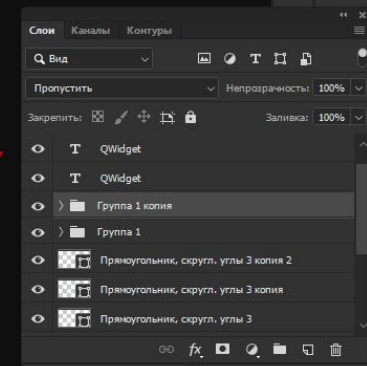 Слои Каналы Контуры
Вид
Пропустить Непрозрачность: 100%
Закрепить: Заливка: 100%
QWidget
QWidget
Группа 1 копия
Группа 1
Прямоугольник, скругл. углы 3 копия 2
Прямоугольник, скругл. углы 3 копия
Прямоугольник, скругл. углы 3